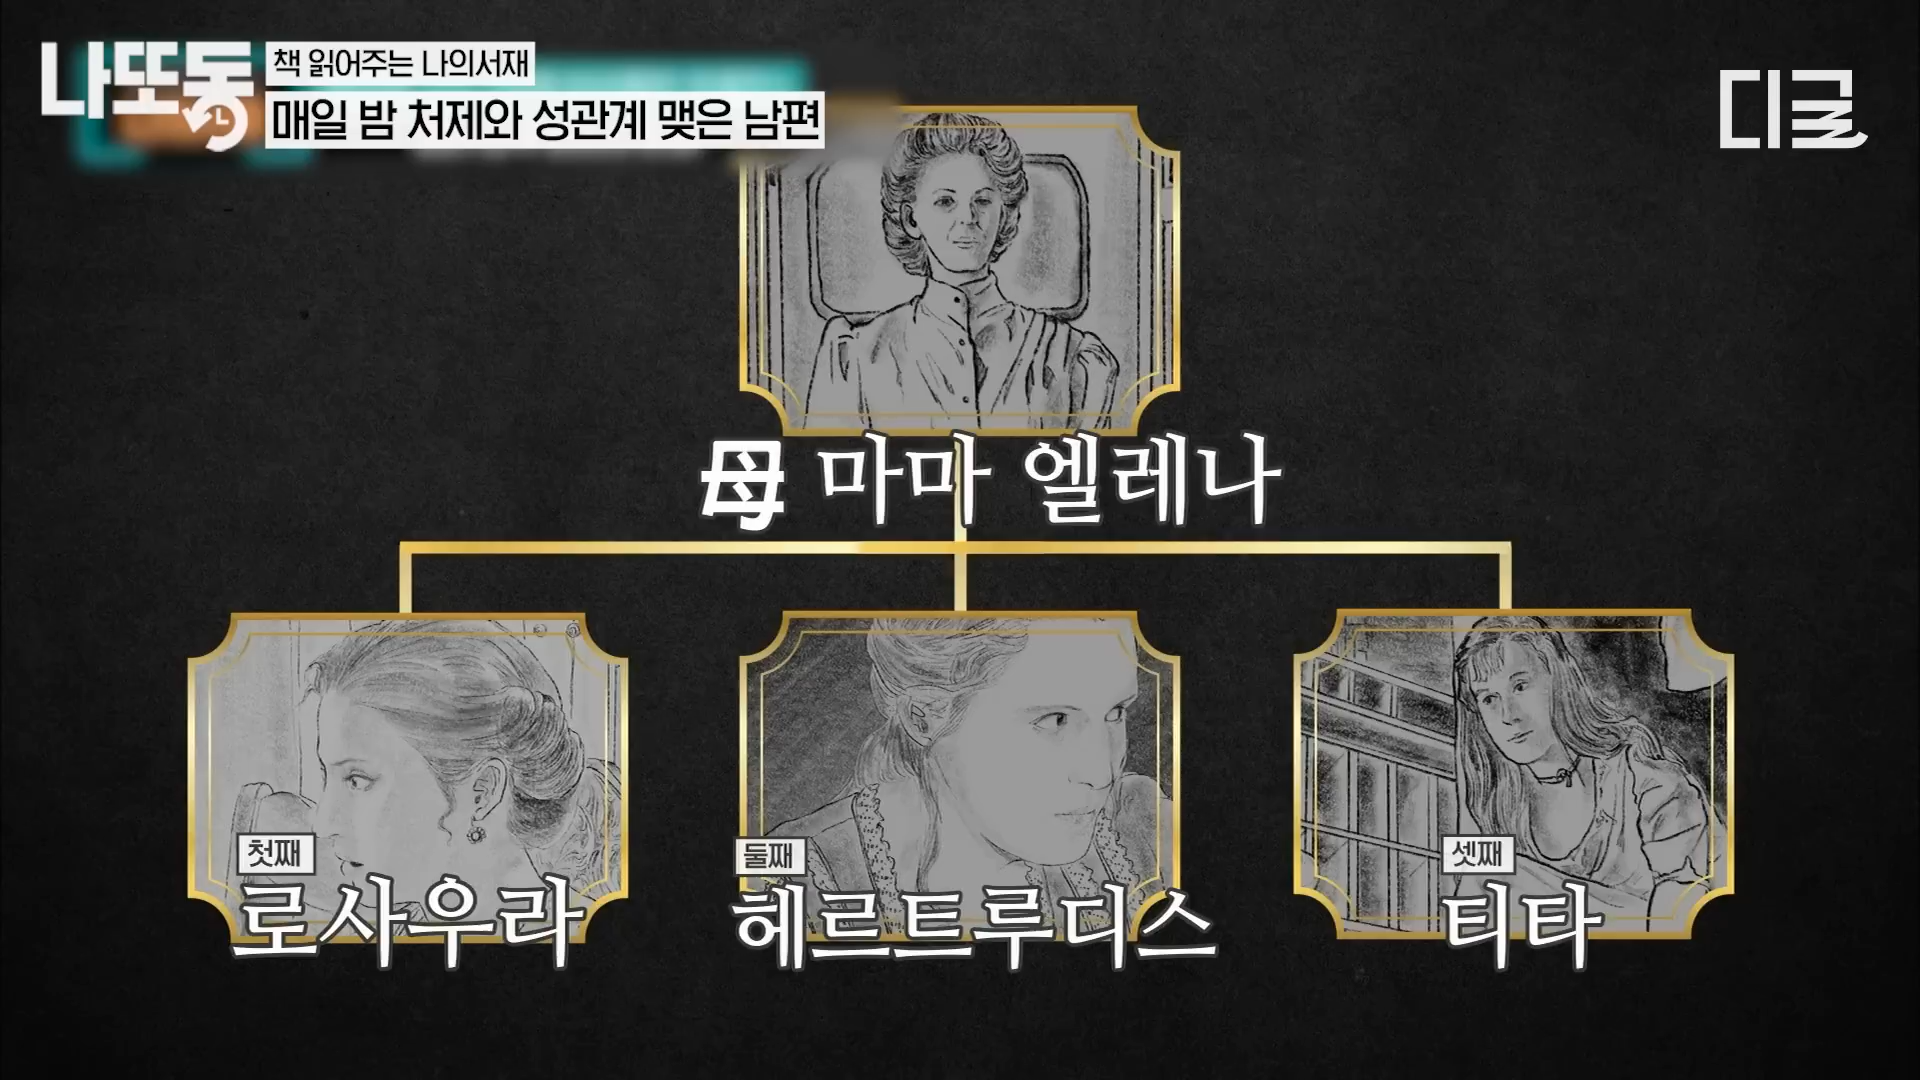 나또동
책 읽어주는 나의서재
매일 밤 처제와 성관계 맺은 남편
디글
母 마마 엘레나
첫째
로사우라
둘째
헤르트루디스
셋째
티타